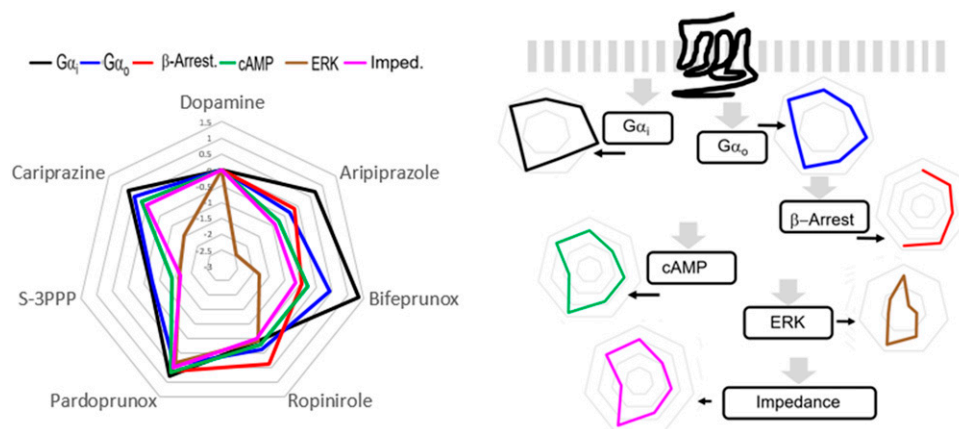 Gαi Gαo β-Arrest. cAMP ERK Imped.
Dopamine
1.5
1
0.5
0
-0.5
-1
-1.5
-2
-2.5
-3
Cariprazine
Aripiprazole
S-3PPP
Bifeprunox
Pardoprunox
Ropinirole
Gαi
Gαo
β–Arrest
cAMP
ERK
Impedance